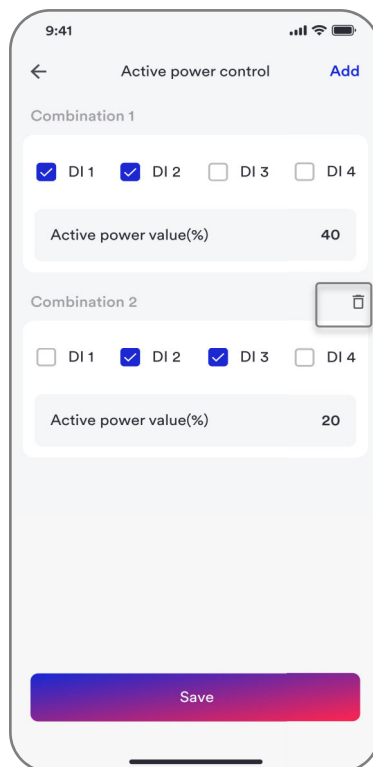 9:41
Active power control Add
Combination 1
DI 1 DI 2 DI 3 DI 4
Active power value(%) 40
Combination 2
DI 1 DI 2 DI 3 DI 4
Active power value(%) 20
Save